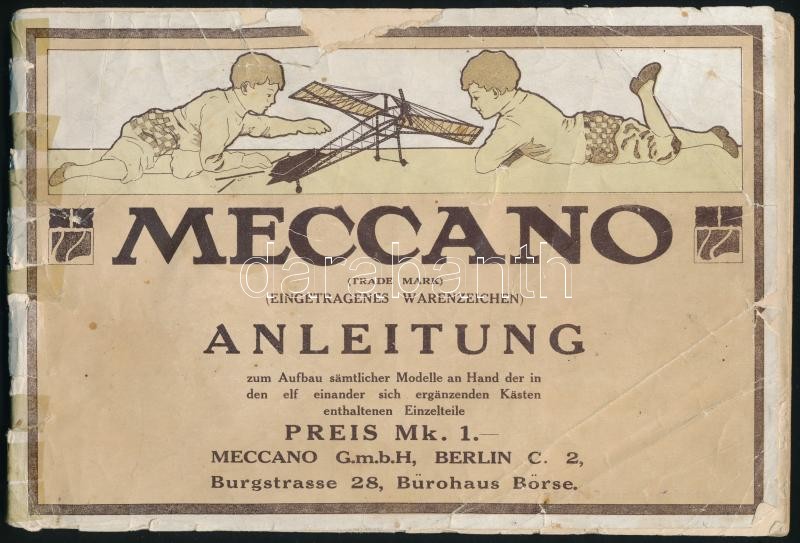 MECCANO
darabanth
(TRADE MARK)
(EINGETRAGENES WARENZEICHEN)
ANLEITUNG
zum Aufbau sämtlicher Modelle an Hand der in
den elf einander sich ergänzenden Kästen
enthaltenen Einzelteile
PREIS Mk. 1.—
MECCANO G.m.b.H, BERLIN C. 2,
Burgstrasse 28, Bürohaus Börse.